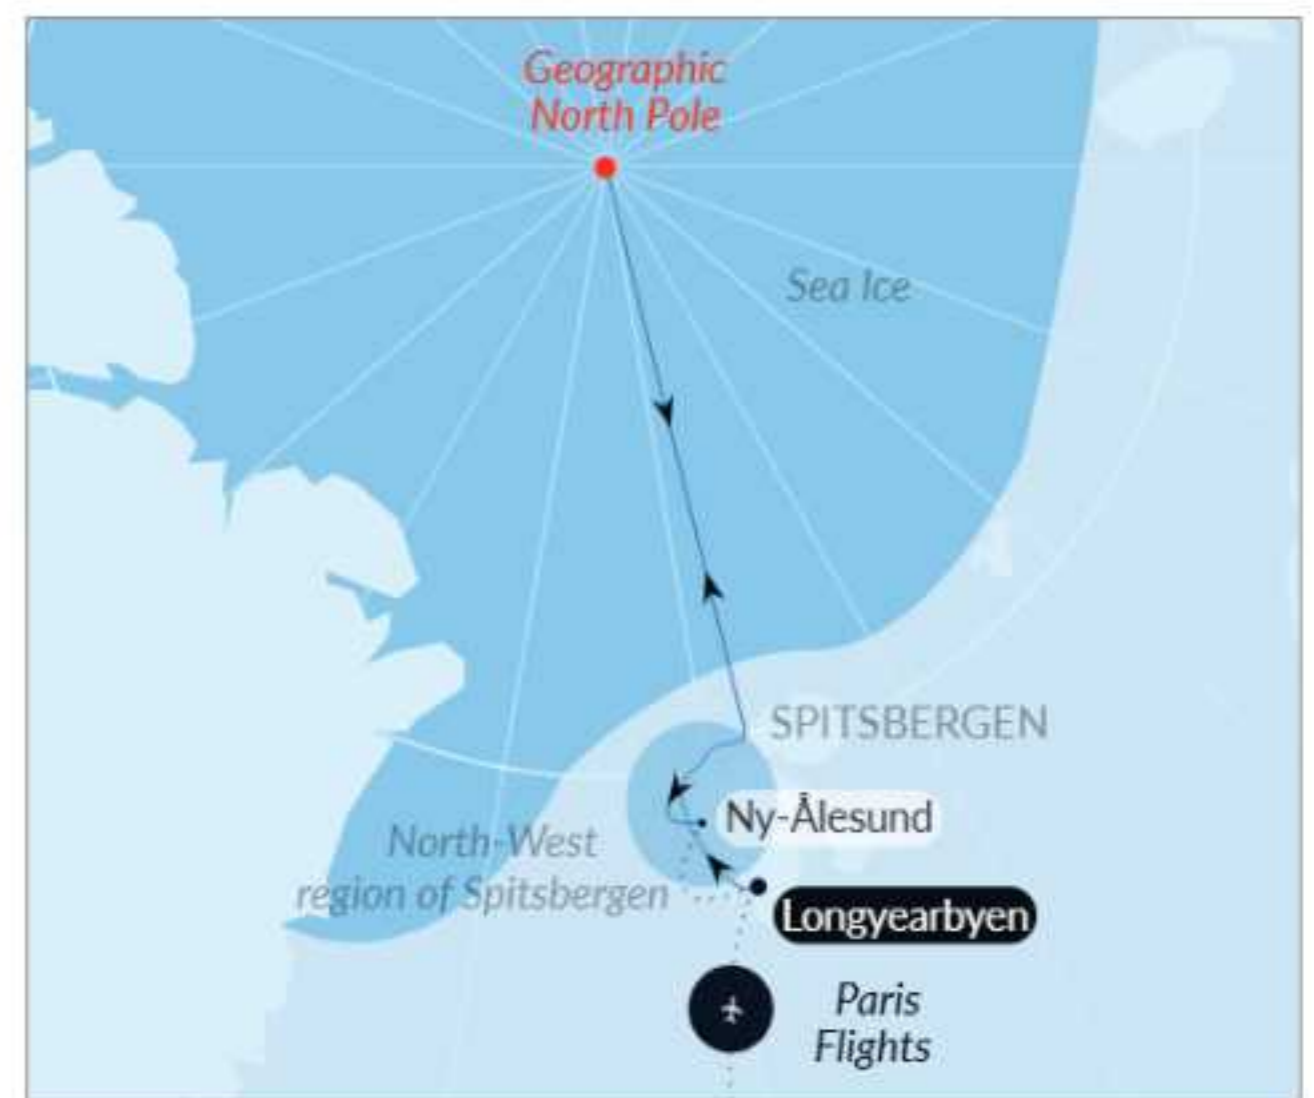 Geographic
North Pole
Sea Ice
SPITSBERGEN
Ny-Ålesund
North-West
region of Spitsbergen
Longyearbyen
Paris
Flights